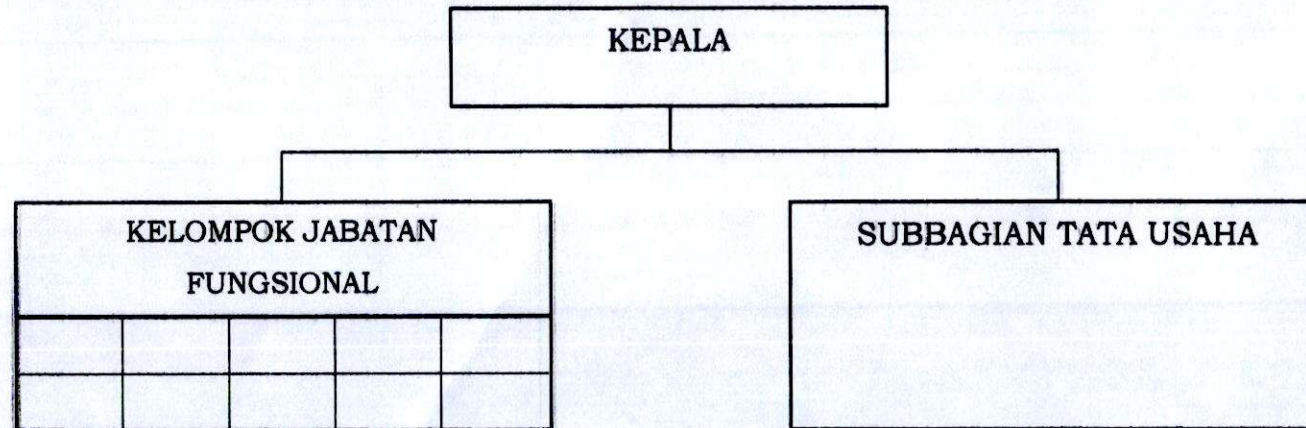 KEPALA
KELOMPOK JABATAN
FUNGSIONAL
SUBBAGIAN TATA USAHA